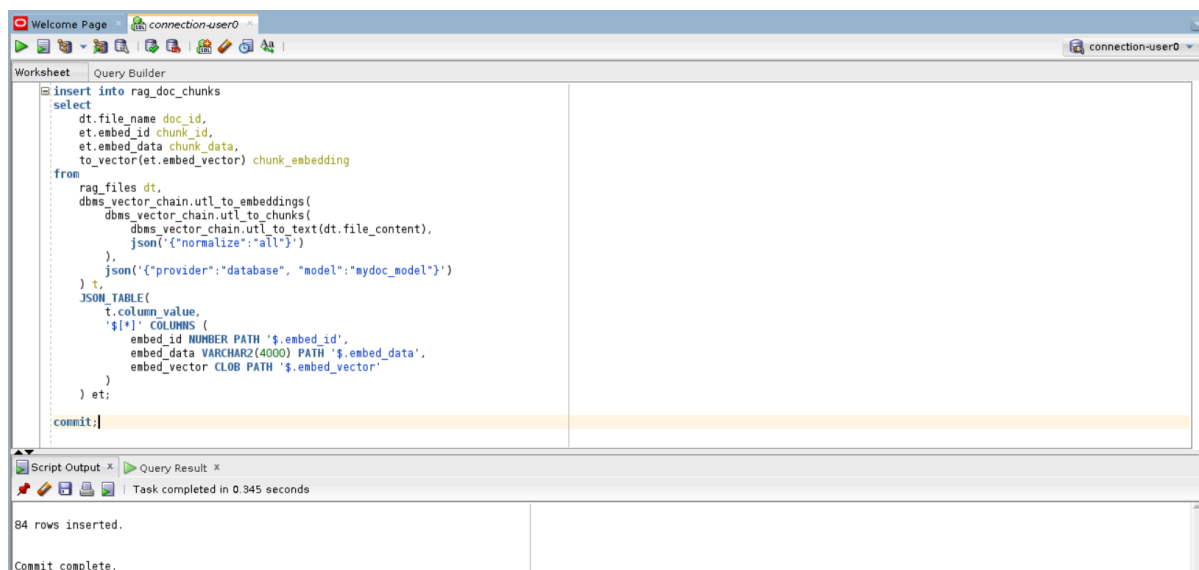 Welcome Page
connection-user0
connection-user0
Worksheet
Query Builder
insert into rag_doc_chunks
select
    dt.file_name doc_id,
    et.embed_id chunk_id,
    et.embed_data chunk_data,
    to_vector(et.embed_vector) chunk_embedding
from
    rag_files dt,
    dbms_vector_chain.utl_to_embeddings(
        dbms_vector_chain.utl_to_chunks(
            dbms_vector_chain.utl_to_text(dt.file_content),
            json('{"normalize":"all"}')
        ),
        json('{"provider":"database", "model":"mydoc_model"}')
    ) t,
    JSON_TABLE(
        t.column_value,
        '$[*]' COLUMNS (
            embed_id NUMBER PATH '$.embed_id',
            embed_data VARCHAR2(4000) PATH '$.embed_data',
            embed_vector CLOB PATH '$.embed_vector'
        )
    ) et;
commit;
Script Output
Query Result
Task completed in 0.345 seconds
84 rows inserted.
Commit complete.